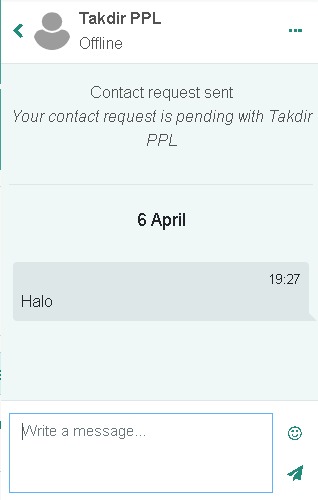 Takdir PPL
Offline
Contact request sent
Your contact request is pending with Takdir
PPL
6 April
19:27
Halo
Write a message...